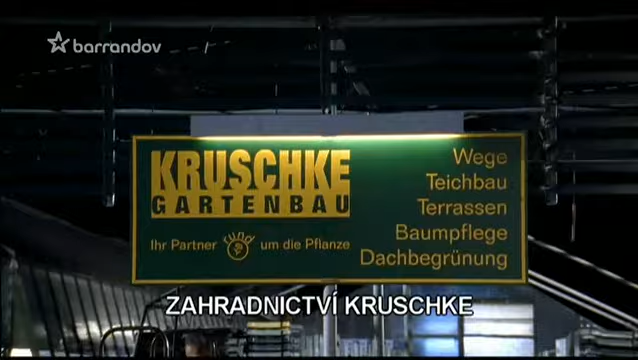 barrandov
KRUSCHKE
GARTENBAU
Ihr Partner rund um die Pflanze
Wege
Teichbau
Terrassen
Baumpflege
Dachbegrünung
ZAHRADNICTVÍ KRUSCHKE